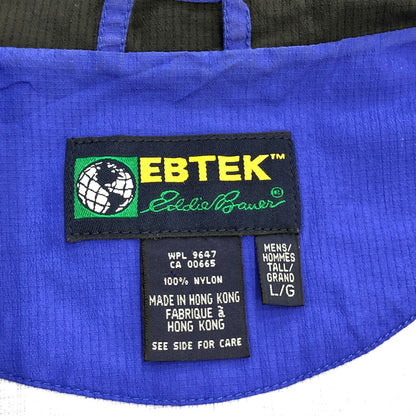 EBTEK™
Eddie Bauer®
WPL 9647
CA 00665
100% NYLON
MADE IN HONG KONG
FABRIQUE à
HONG KONG
SEE SIDE FOR CARE
MENS/
HOMMES
TALL/
GRAND
L/G